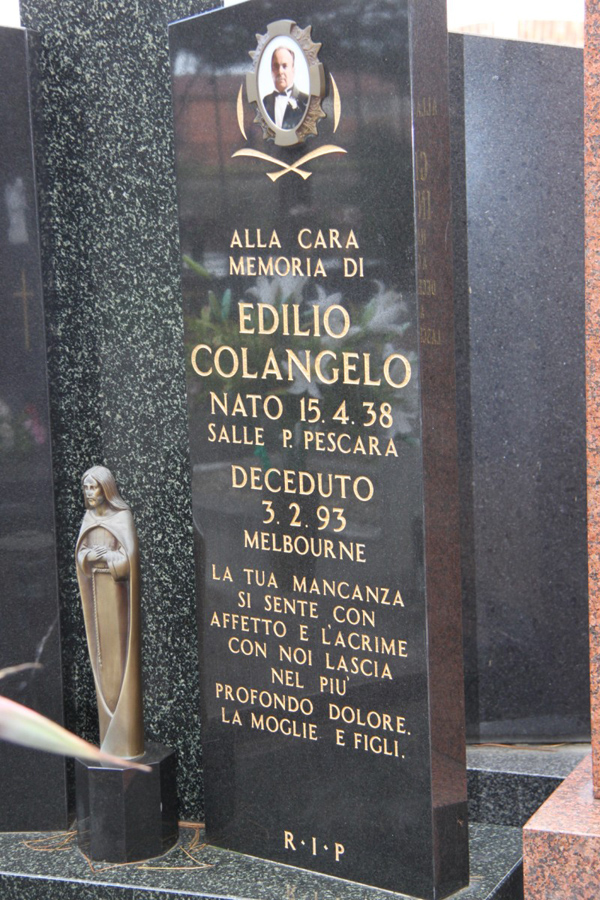 ALLA CARA
MEMORIA DI
EDILIO
COLANGELO
NATO 15.4.38
SALLE P. PESCARA
DECEDUTO
3.2.93
MELBOURNE
LA TUA MANCANZA
SI SENTE CON
AFFETTO E L'ACRIME
CON NOI LASCIA
NEL PIU'
PROFONDO DOLORE.
LA MOGLIE E FIGLI.
R·I·P